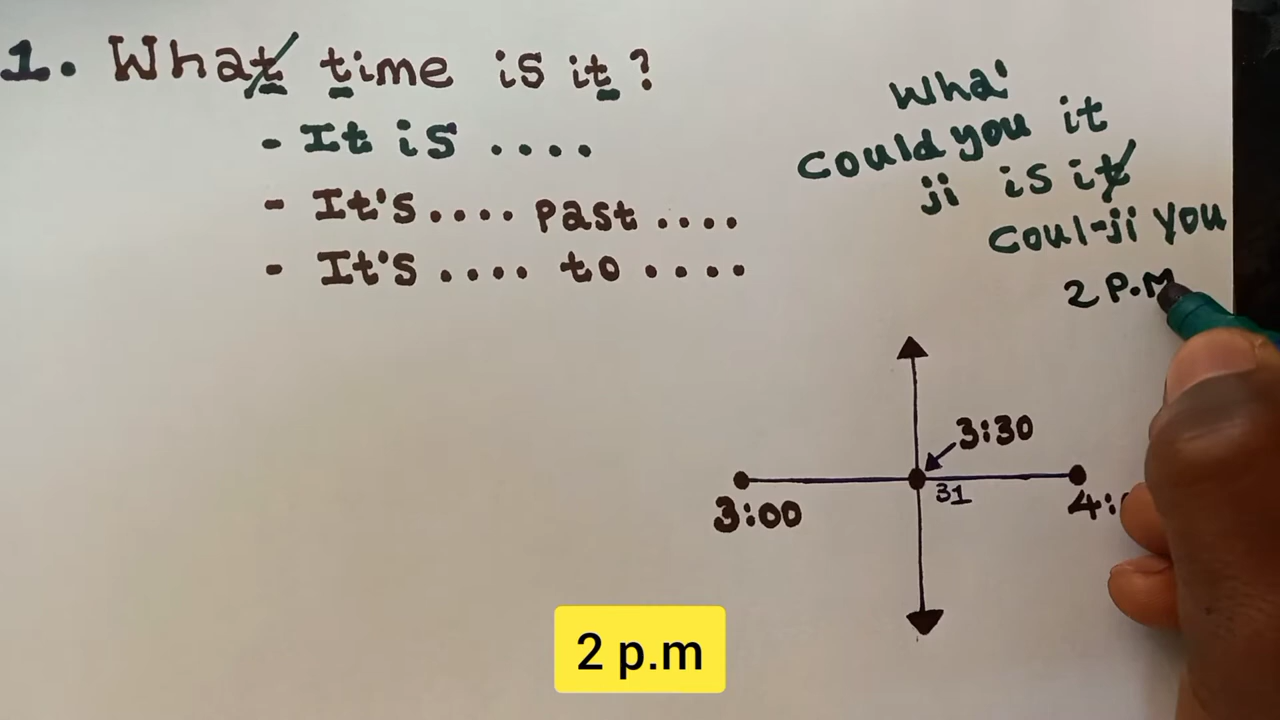 1. What time is it?
- It is ....
- It's .... past ....
- It's .... to ....
Wha'
could you it
ji is it
coul-ji you
2 P.M
3:30
31
3:00
4:
2 p.m